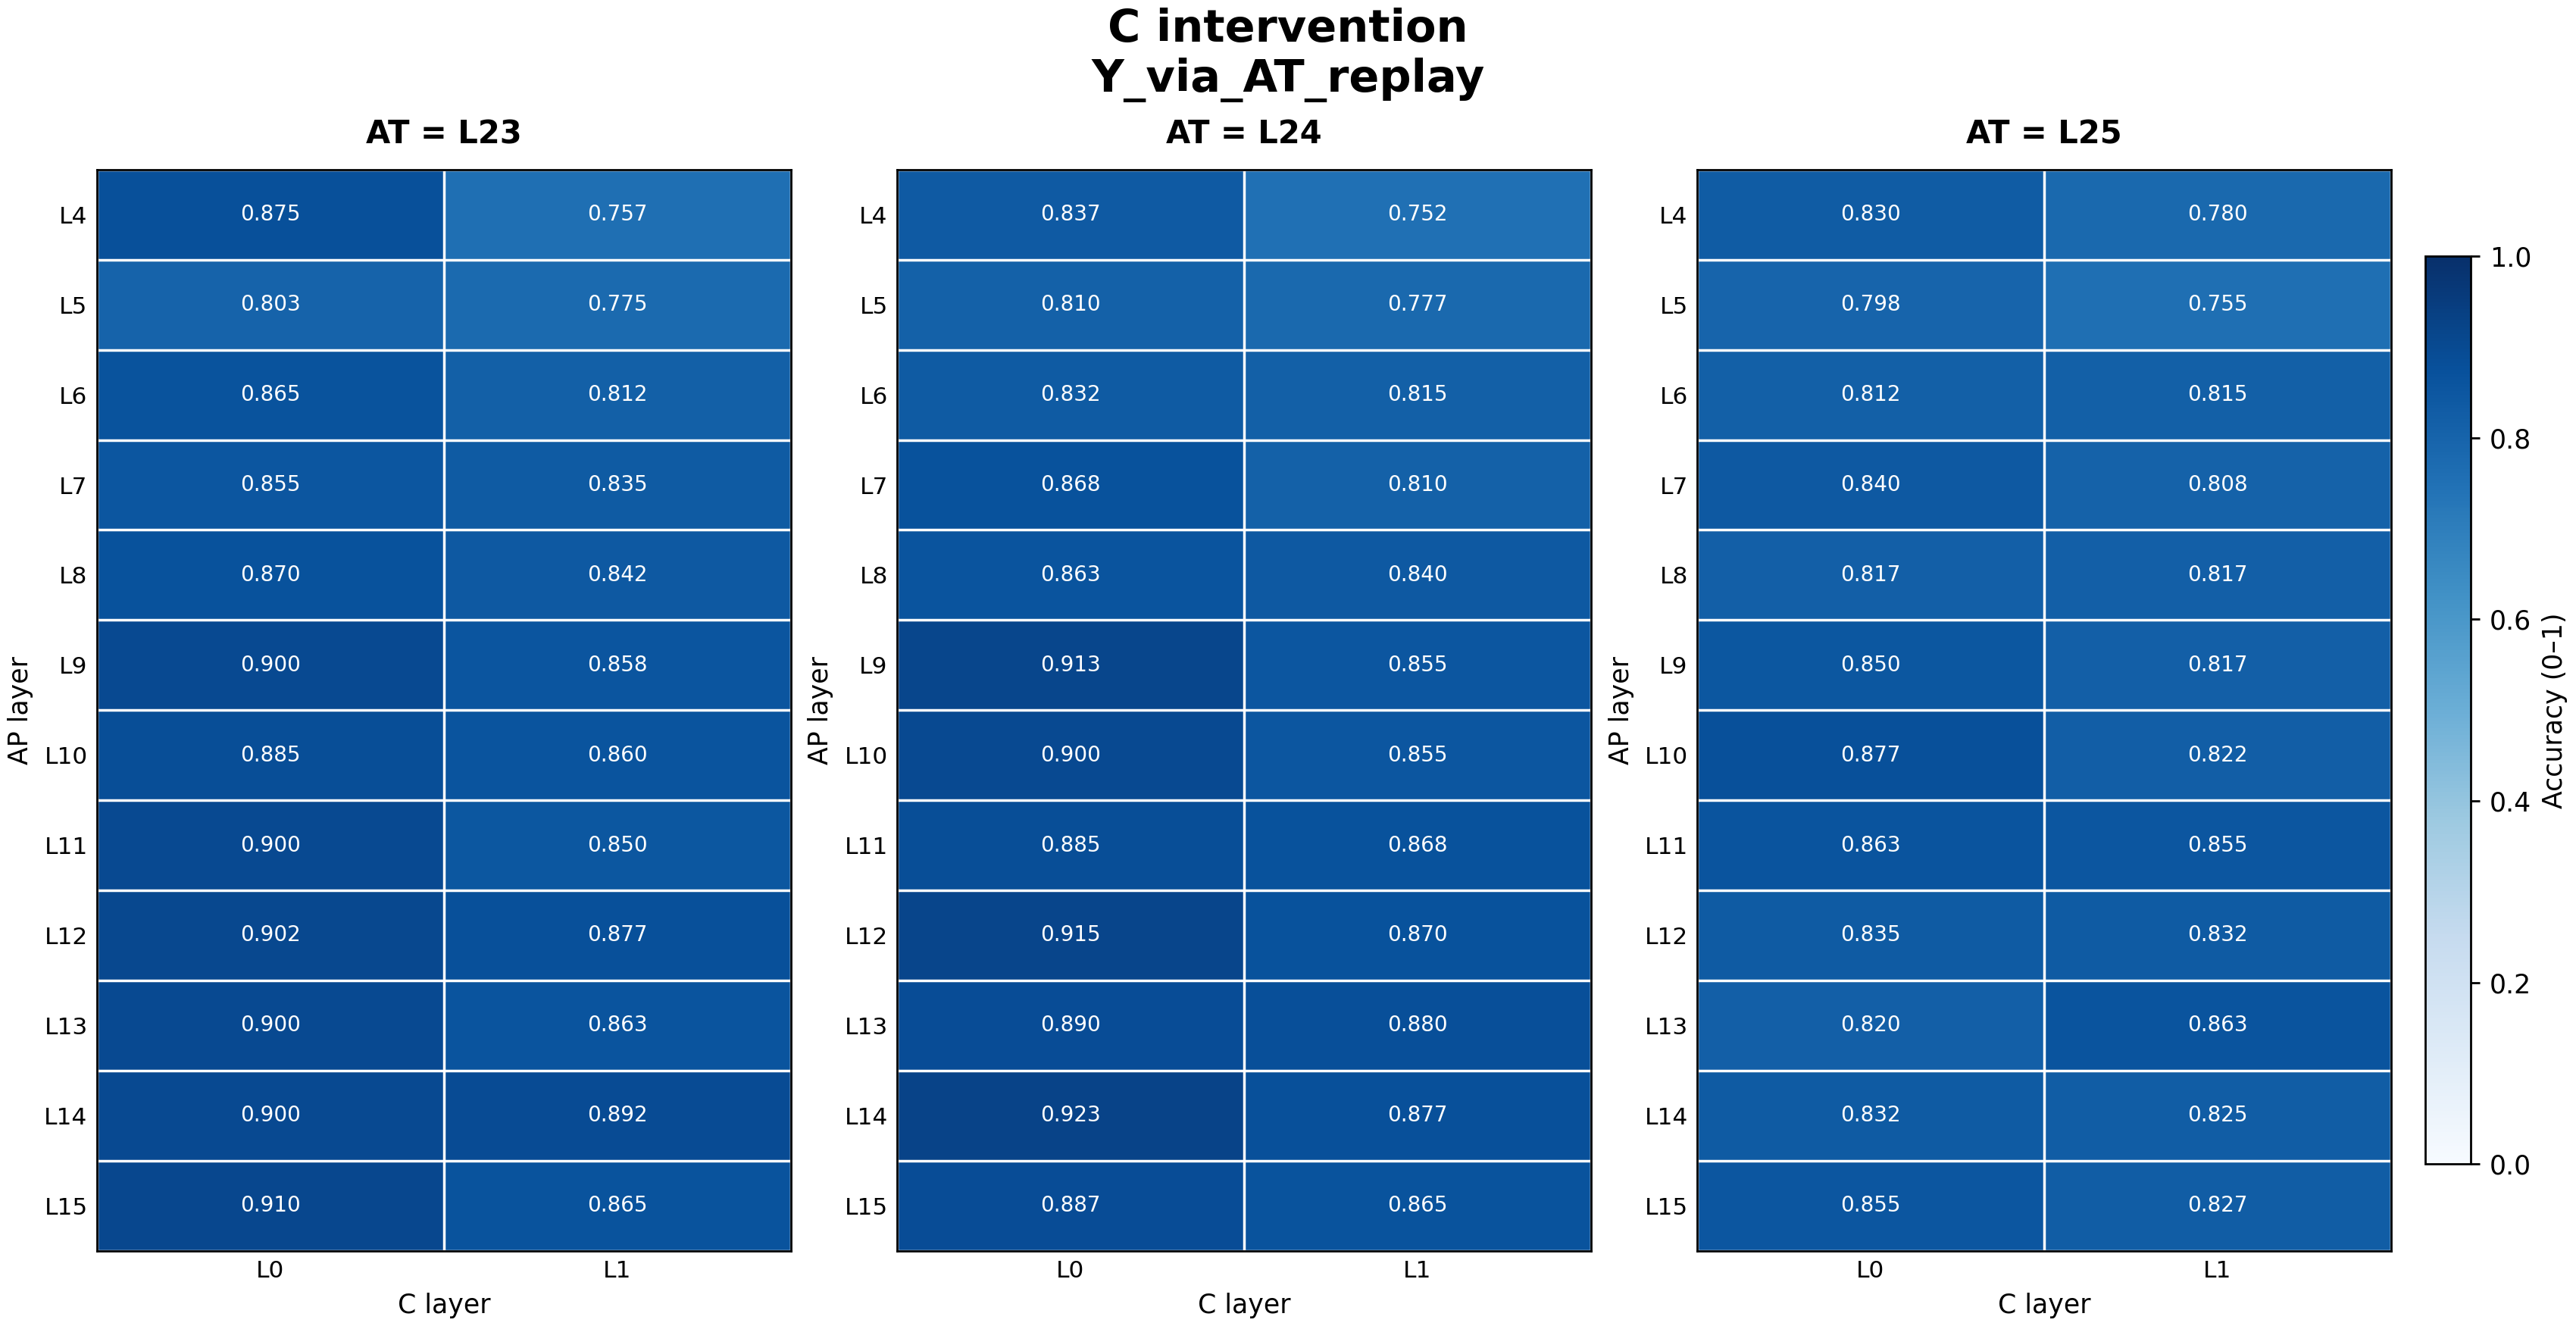 C intervention
Y_via_AT_replay
AT = L23
AP layer
L4 0.875 0.757
L5 0.803 0.775
L6 0.865 0.812
L7 0.855 0.835
L8 0.870 0.842
L9 0.900 0.858
L10 0.885 0.860
L11 0.900 0.850
L12 0.902 0.877
L13 0.900 0.863
L14 0.900 0.892
L15 0.910 0.865
L0 L1
C layer
AT = L24
AP layer
L4 0.837 0.752
L5 0.810 0.777
L6 0.832 0.815
L7 0.868 0.810
L8 0.863 0.840
L9 0.913 0.855
L10 0.900 0.855
L11 0.885 0.868
L12 0.915 0.870
L13 0.890 0.880
L14 0.923 0.877
L15 0.887 0.865
L0 L1
C layer
AT = L25
AP layer
L4 0.830 0.780
L5 0.798 0.755
L6 0.812 0.815
L7 0.840 0.808
L8 0.817 0.817
L9 0.850 0.817
L10 0.877 0.822
L11 0.863 0.855
L12 0.835 0.832
L13 0.820 0.863
L14 0.832 0.825
L15 0.855 0.827
L0 L1
C layer
1.0
0.8
0.6
0.4
0.2
0.0
Accuracy (0–1)